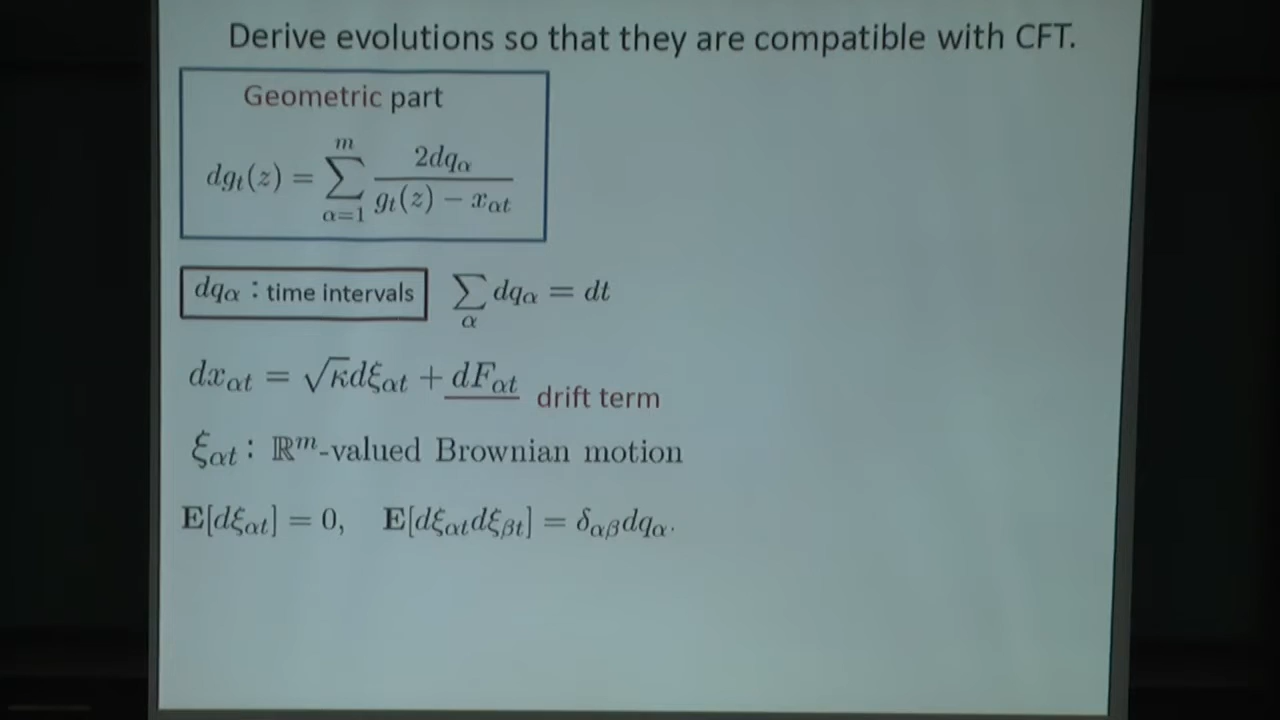 Derive evolutions so that they are compatible with CFT.
Geometric part
$dg_t(z) = \sum_{\alpha=1}^{m} \frac{2dq_\alpha}{g_t(z) - x_{\alpha t}}$
$dq_\alpha$ : time intervals $\sum_{\alpha} dq_\alpha = dt$
$dx_{\alpha t} = \sqrt{\kappa} d\xi_{\alpha t} + \underline{dF_{\alpha t}}$ drift term
$\xi_{\alpha t}$ : $\mathbb{R}^m$-valued Brownian motion
$\mathbf{E}[d\xi_{\alpha t}] = 0, \quad \mathbf{E}[d\xi_{\alpha t} d\xi_{\beta t}] = \delta_{\alpha\beta} dq_\alpha.$